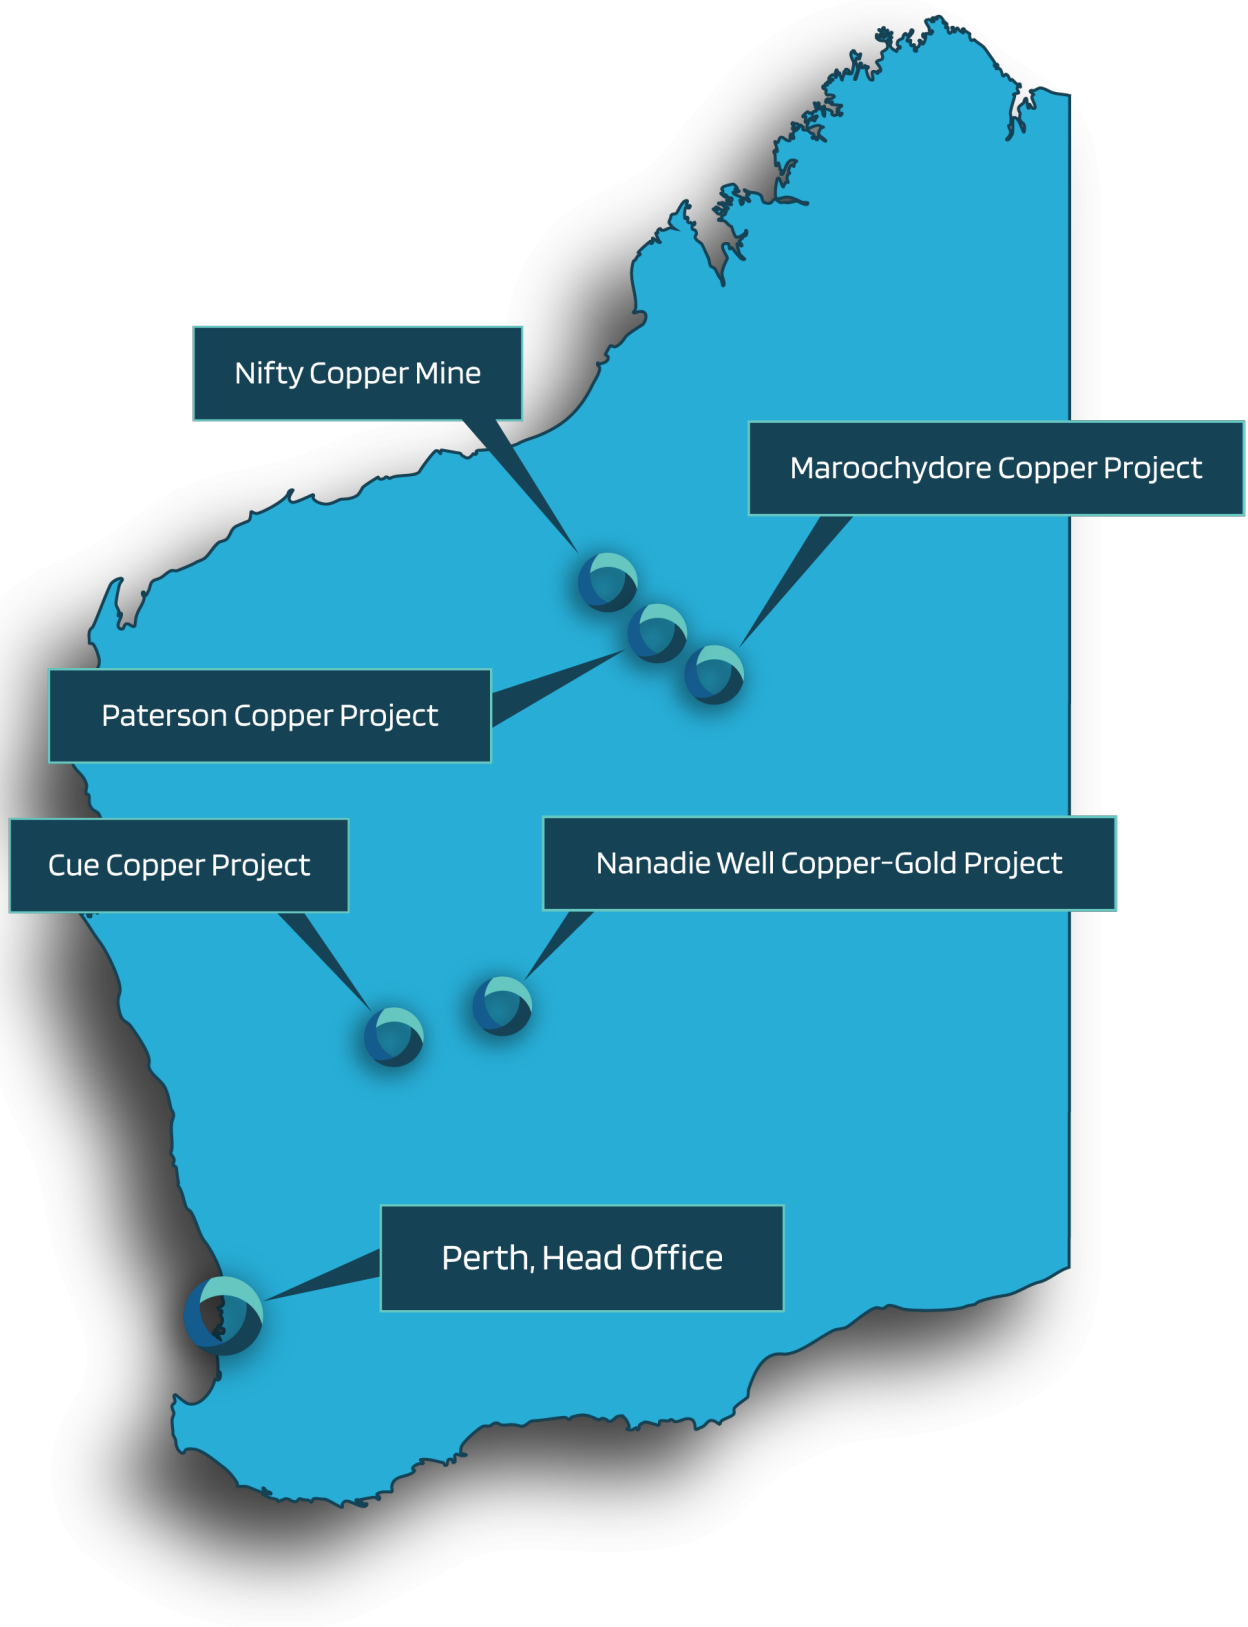 Nifty Copper Mine
Maroochydore Copper Project
Paterson Copper Project
Cue Copper Project
Nanadie Well Copper-Gold Project
Perth, Head Office